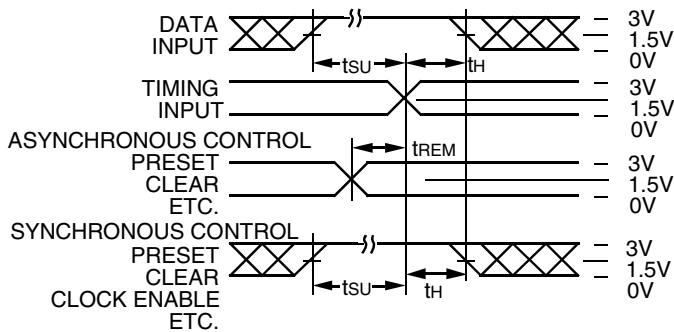 DATA
INPUT
3V
1.5V
0V
tSU
tH
TIMING
INPUT
3V
1.5V
0V
ASYNCHRONOUS CONTROL
tREM
PRESET
CLEAR
ETC.
3V
1.5V
0V
SYNCHRONOUS CONTROL
PRESET
CLEAR
CLOCK ENABLE
ETC.
3V
1.5V
0V
tSU
tH